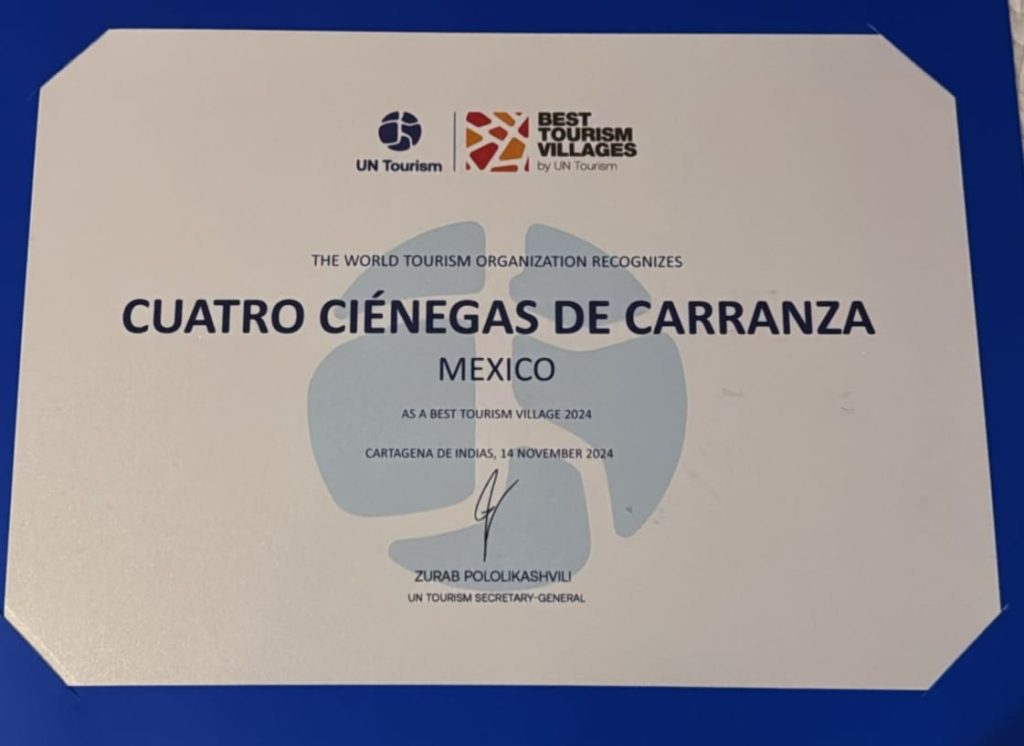 UN Tourism
BEST
TOURISM
VILLAGES
by UN Tourism
THE WORLD TOURISM ORGANIZATION RECOGNIZES
CUATRO CIÉNEGAS DE CARRANZA
MEXICO
AS A BEST TOURISM VILLAGE 2024
CARTAGENA DE INDIAS, 14 NOVEMBER 2024
ZURAB POLOLIKASHVILI
UN TOURISM SECRETARY-GENERAL